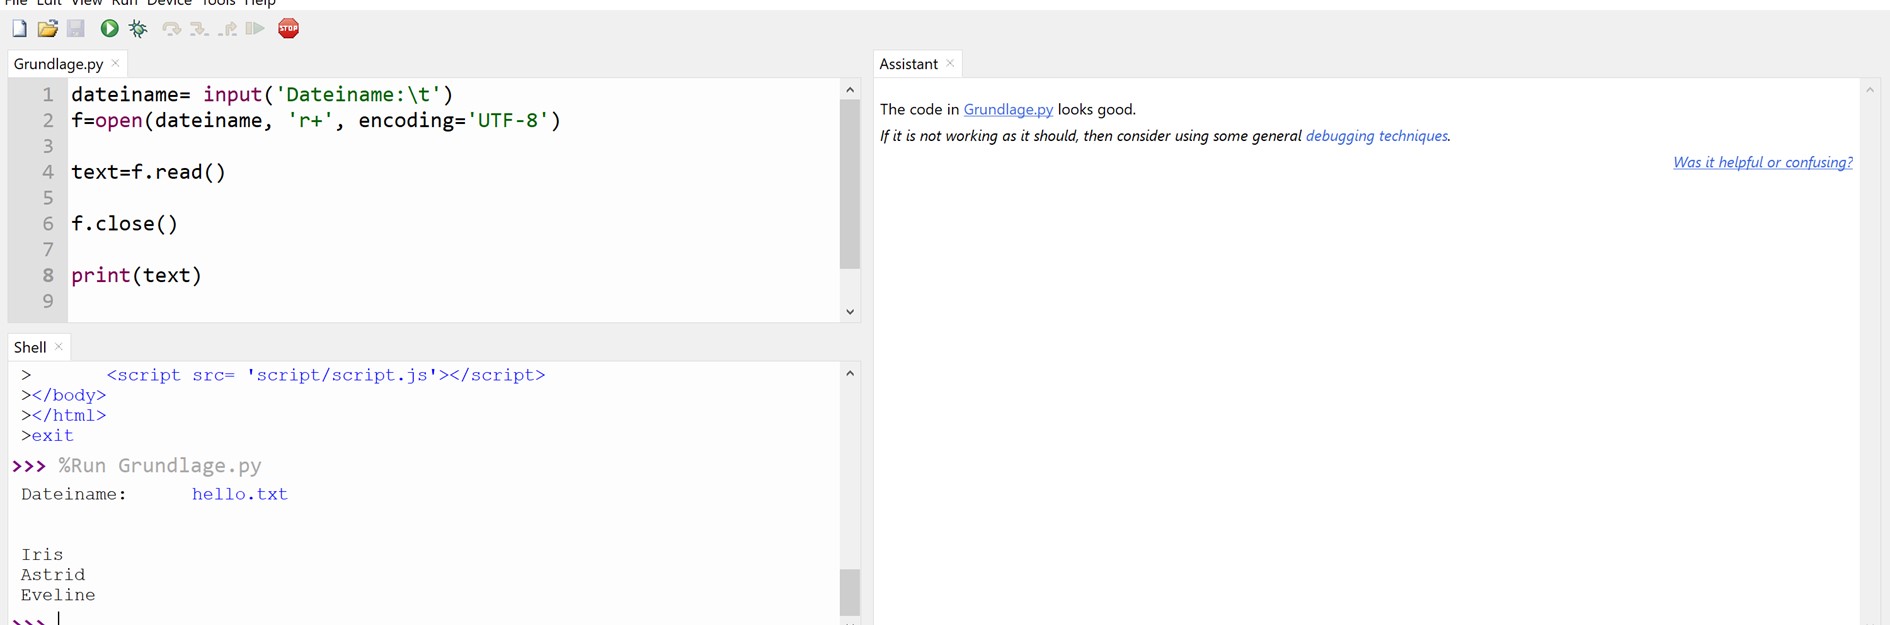 File Edit View Run Device Tools Help
STOP
Grundlage.py ×
1 dateiname= input('Dateiname:\t')
2 f=open(dateiname, 'r+', encoding='UTF-8')
3
4 text=f.read()
5
6 f.close()
7
8 print(text)
9
Shell ×
>       <script src= 'script/script.js'></script>
></body>
></html>
>exit
>>> %Run Grundlage.py
Dateiname:      hello.txt
Iris
Astrid
Eveline
>>>
Assistant ×
The code in Grundlage.py looks good.
If it is not working as it should, then consider using some general debugging techniques.
Was it helpful or confusing?